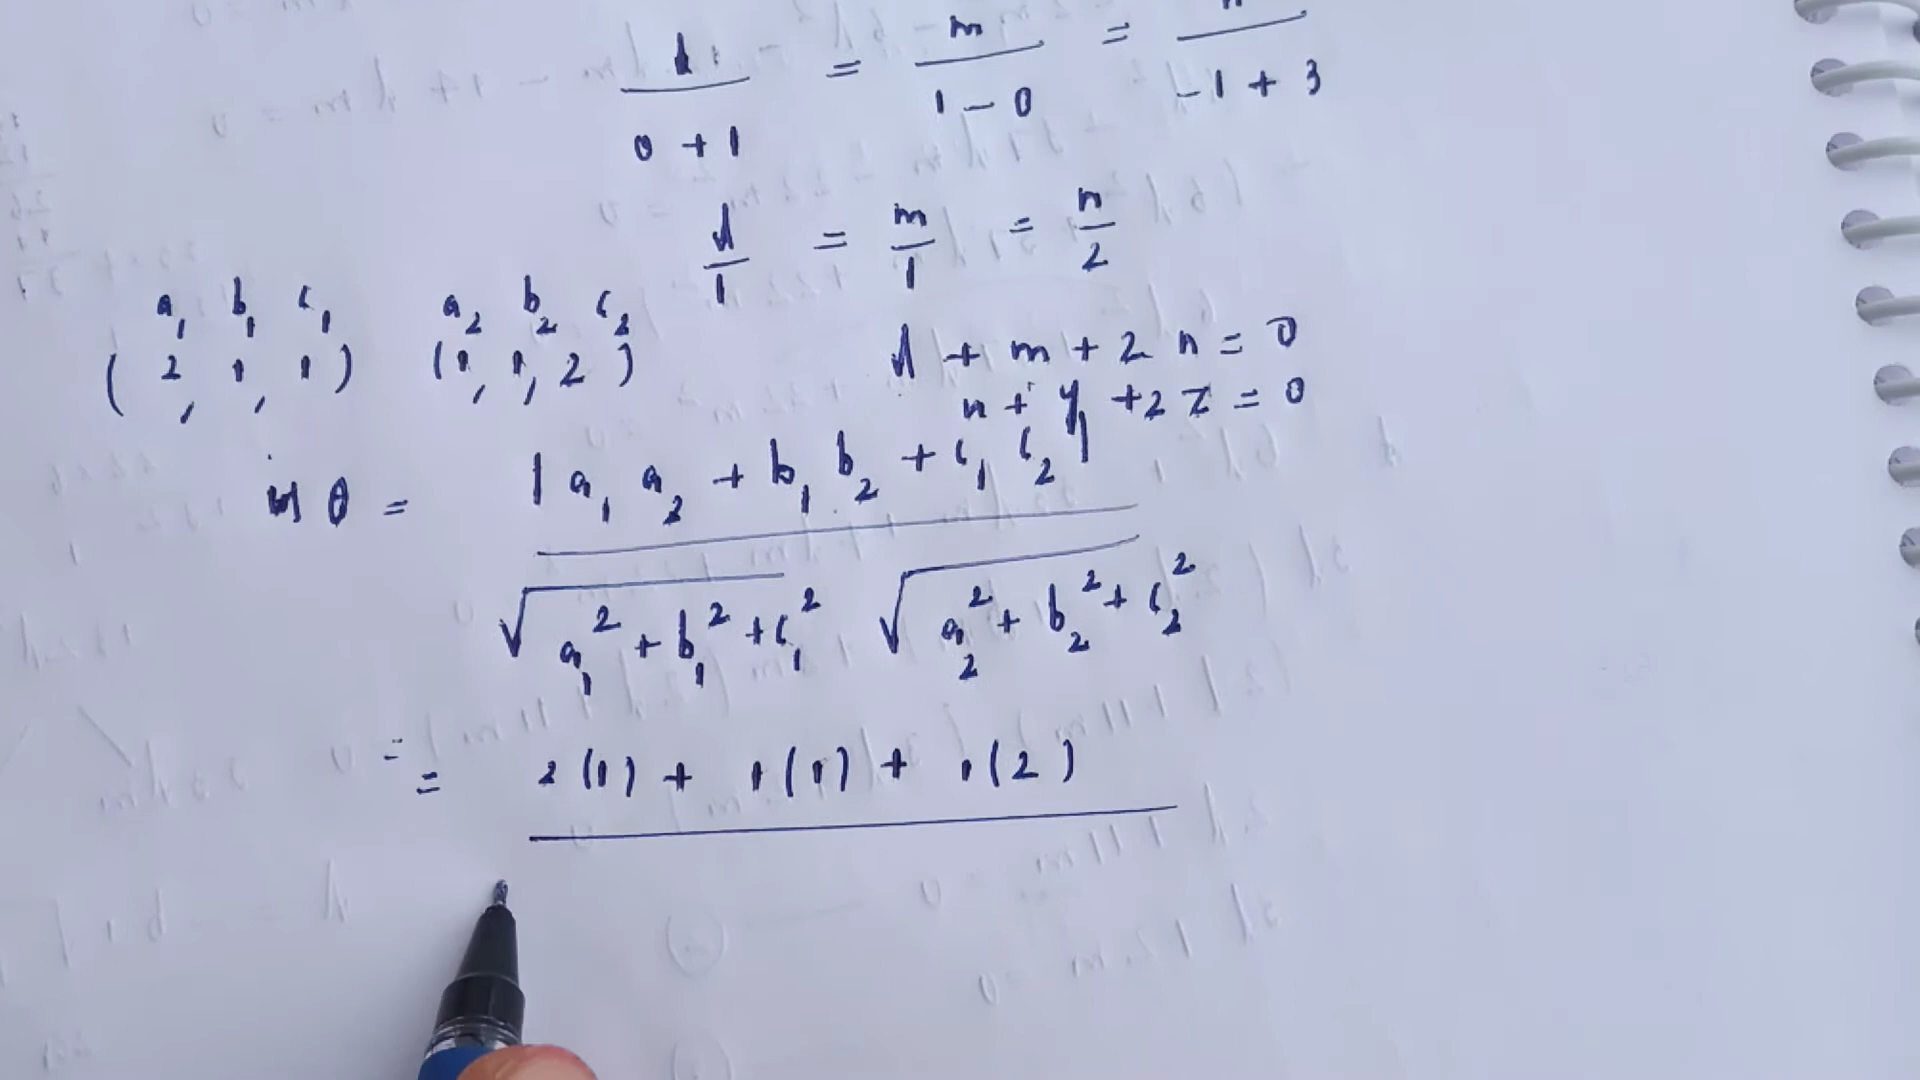 l/(0 + 1) = m/(1 - 0) = n/(-1 + 3)
l/1 = m/1 = n/2
a₁ b₁ c₁ a₂ b₂ c₂
(2, 1, 1) (1, 1, 2)
l + m + 2n = 0
x + y + 2z = 0
cos θ = |a₁a₂ + b₁b₂ + c₁c₂| / √(a₁² + b₁² + c₁²) √(a₂² + b₂² + c₂²)
= 2(1) + 1(1) + 1(2)